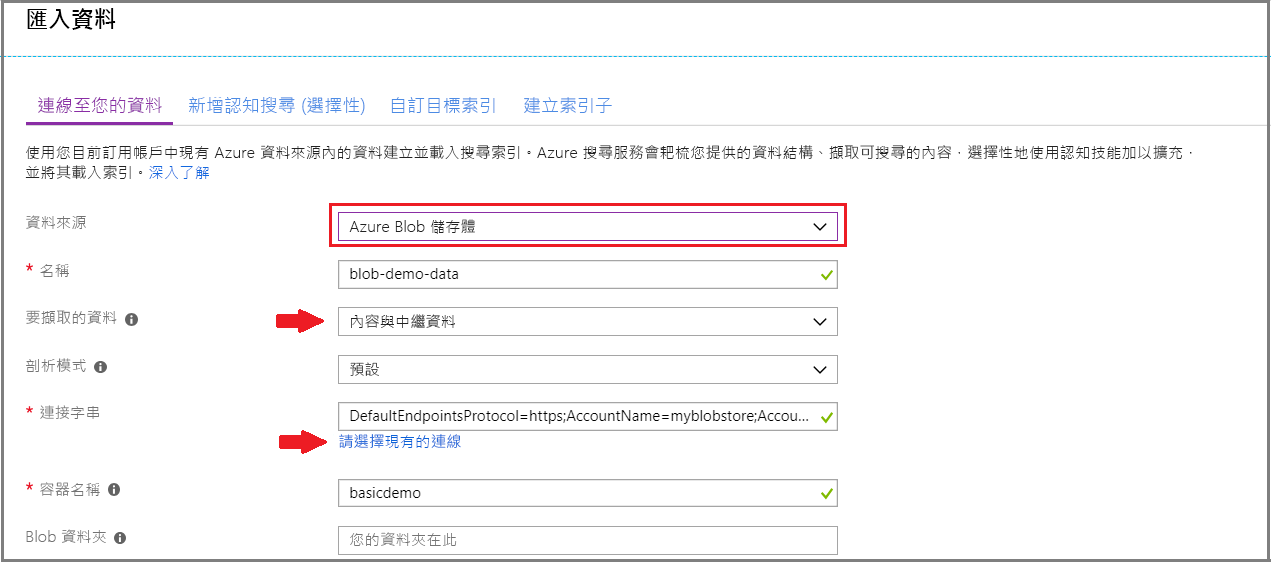 匯入資料
連線至您的資料 新增認知搜尋 (選擇性) 自訂目標索引 建立索引子
使用您目前訂用帳戶中現有 Azure 資料來源內的資料建立並載入搜尋索引。Azure 搜尋服務會耙梳您提供的資料結構、擷取可搜尋的內容，選擇性地使用認知技能加以擴充，
並將其載入索引。深入了解
資料來源 Azure Blob 儲存體
* 名稱 blob-demo-data
要擷取的資料 內容與中繼資料
剖析模式 預設
* 連接字串 DefaultEndpointsProtocol=https;AccountName=myblobstore;Accou...
請選擇現有的連線
* 容器名稱 basicdemo
Blob 資料夾 您的資料夾在此